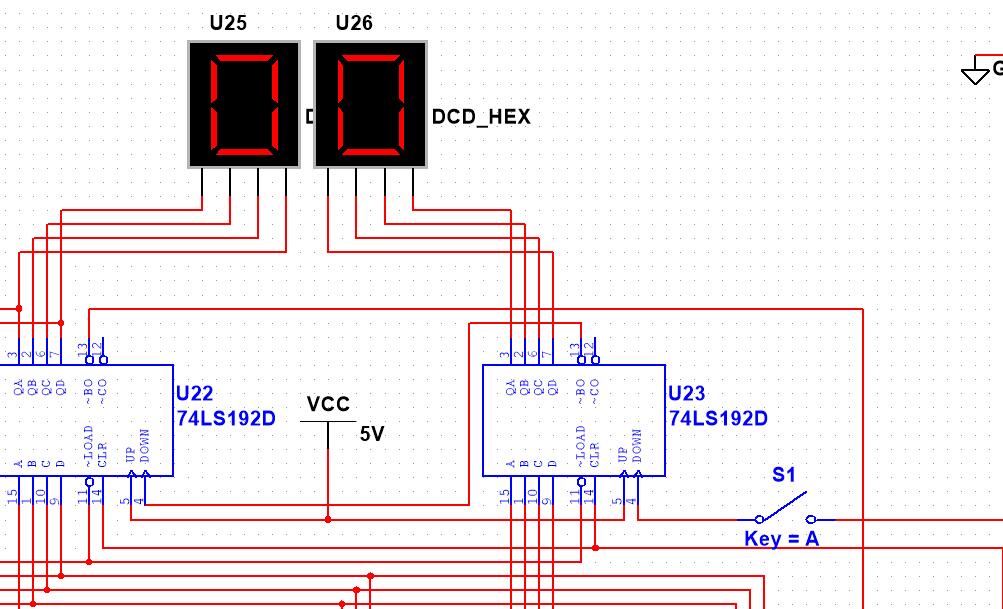 U25 U26
DCD_HEX
G
3 2 6 7 13 12
QA QB QC QD ~BO ~CO
U22
74LS192D
A B C D ~LOAD CLR UP DOWN
15 1 10 9 11 14 5 4
VCC
5V
3 2 6 7 13 12
QA QB QC QD ~BO ~CO
U23
74LS192D
A B C D ~LOAD CLR UP DOWN
15 1 10 9 11 14 5 4
S1
Key = A